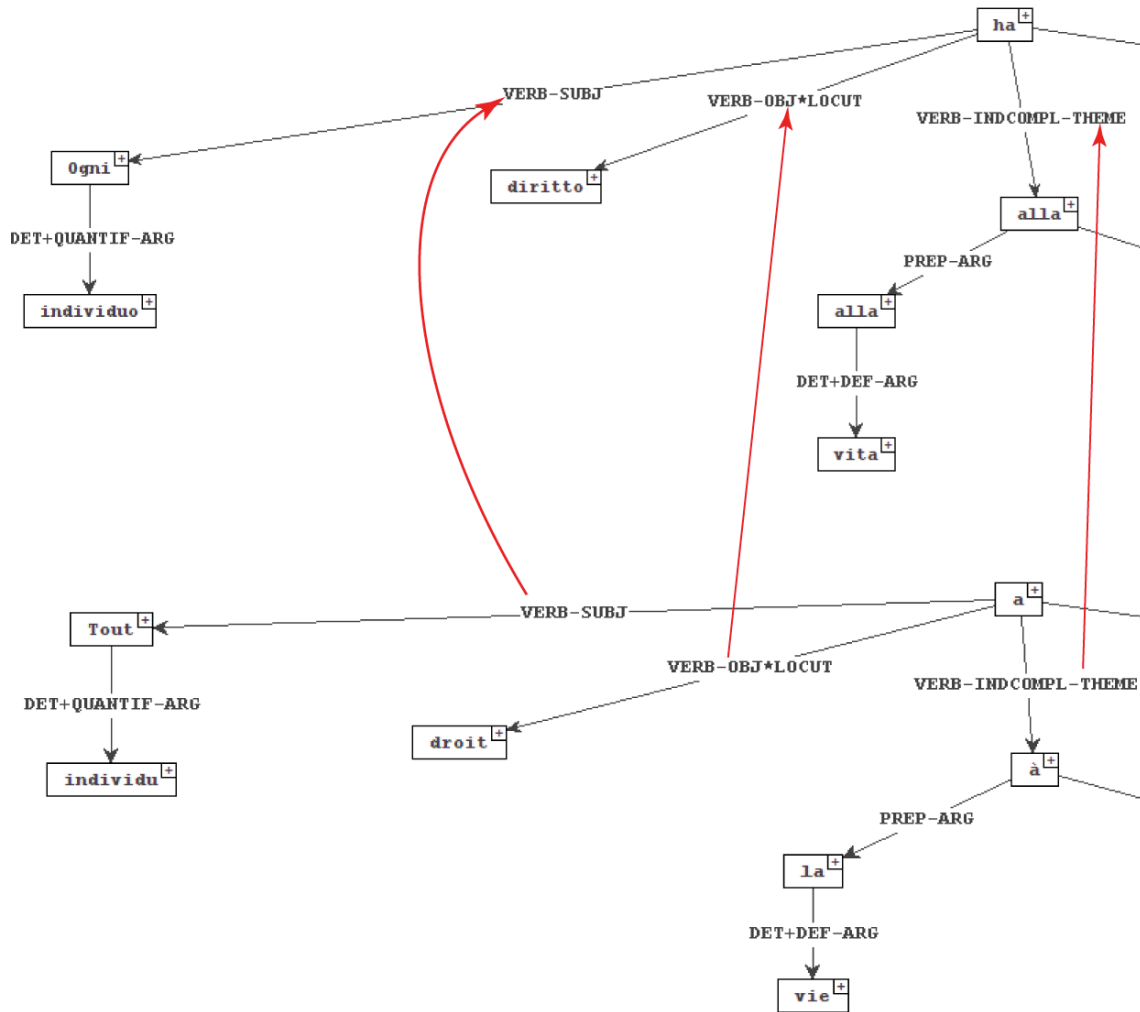 ha +
VERB-SUBJ
VERB-OBJ*LOCUT
VERB-INDCOMPL-THEME
Ogni +
diritto +
alla +
DET+QUANTIF-ARG
PREP-ARG
individuo +
alla +
DET+DEF-ARG
vita +
a +
VERB-SUBJ
Tout +
VERB-OBJ*LOCUT
VERB-INDCOMPL-THEME
DET+QUANTIF-ARG
droit +
individu +
à +
PREP-ARG
la +
DET+DEF-ARG
vie +